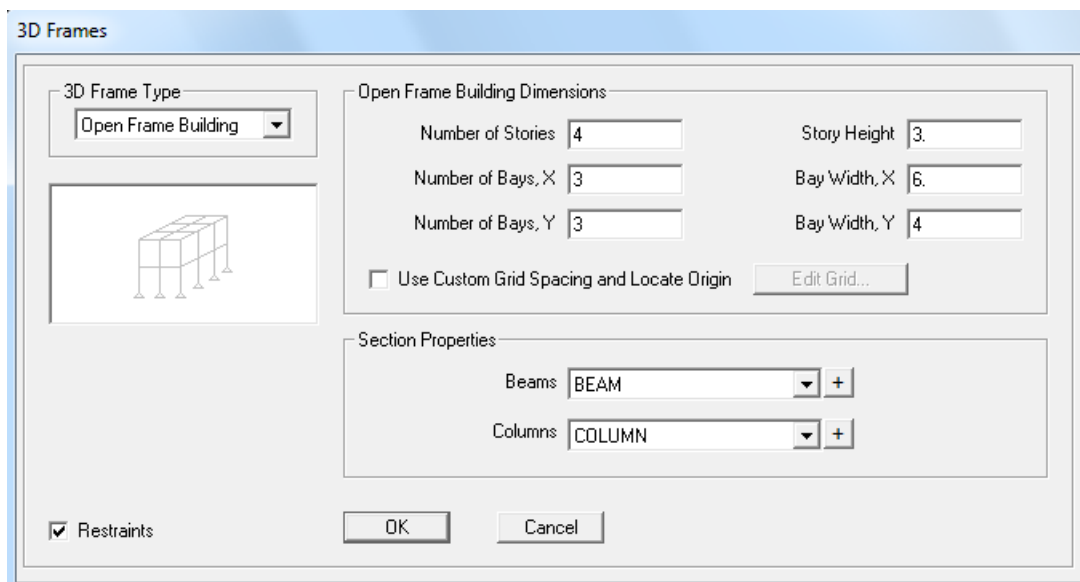 3D Frames
3D Frame Type
Open Frame Building
Open Frame Building Dimensions
Number of Stories 4 Story Height 3.
Number of Bays, X 3 Bay Width, X 6.
Number of Bays, Y 3 Bay Width, Y 4
Use Custom Grid Spacing and Locate Origin Edit Grid...
Section Properties
Beams BEAM +
Columns COLUMN +
Restraints OK Cancel